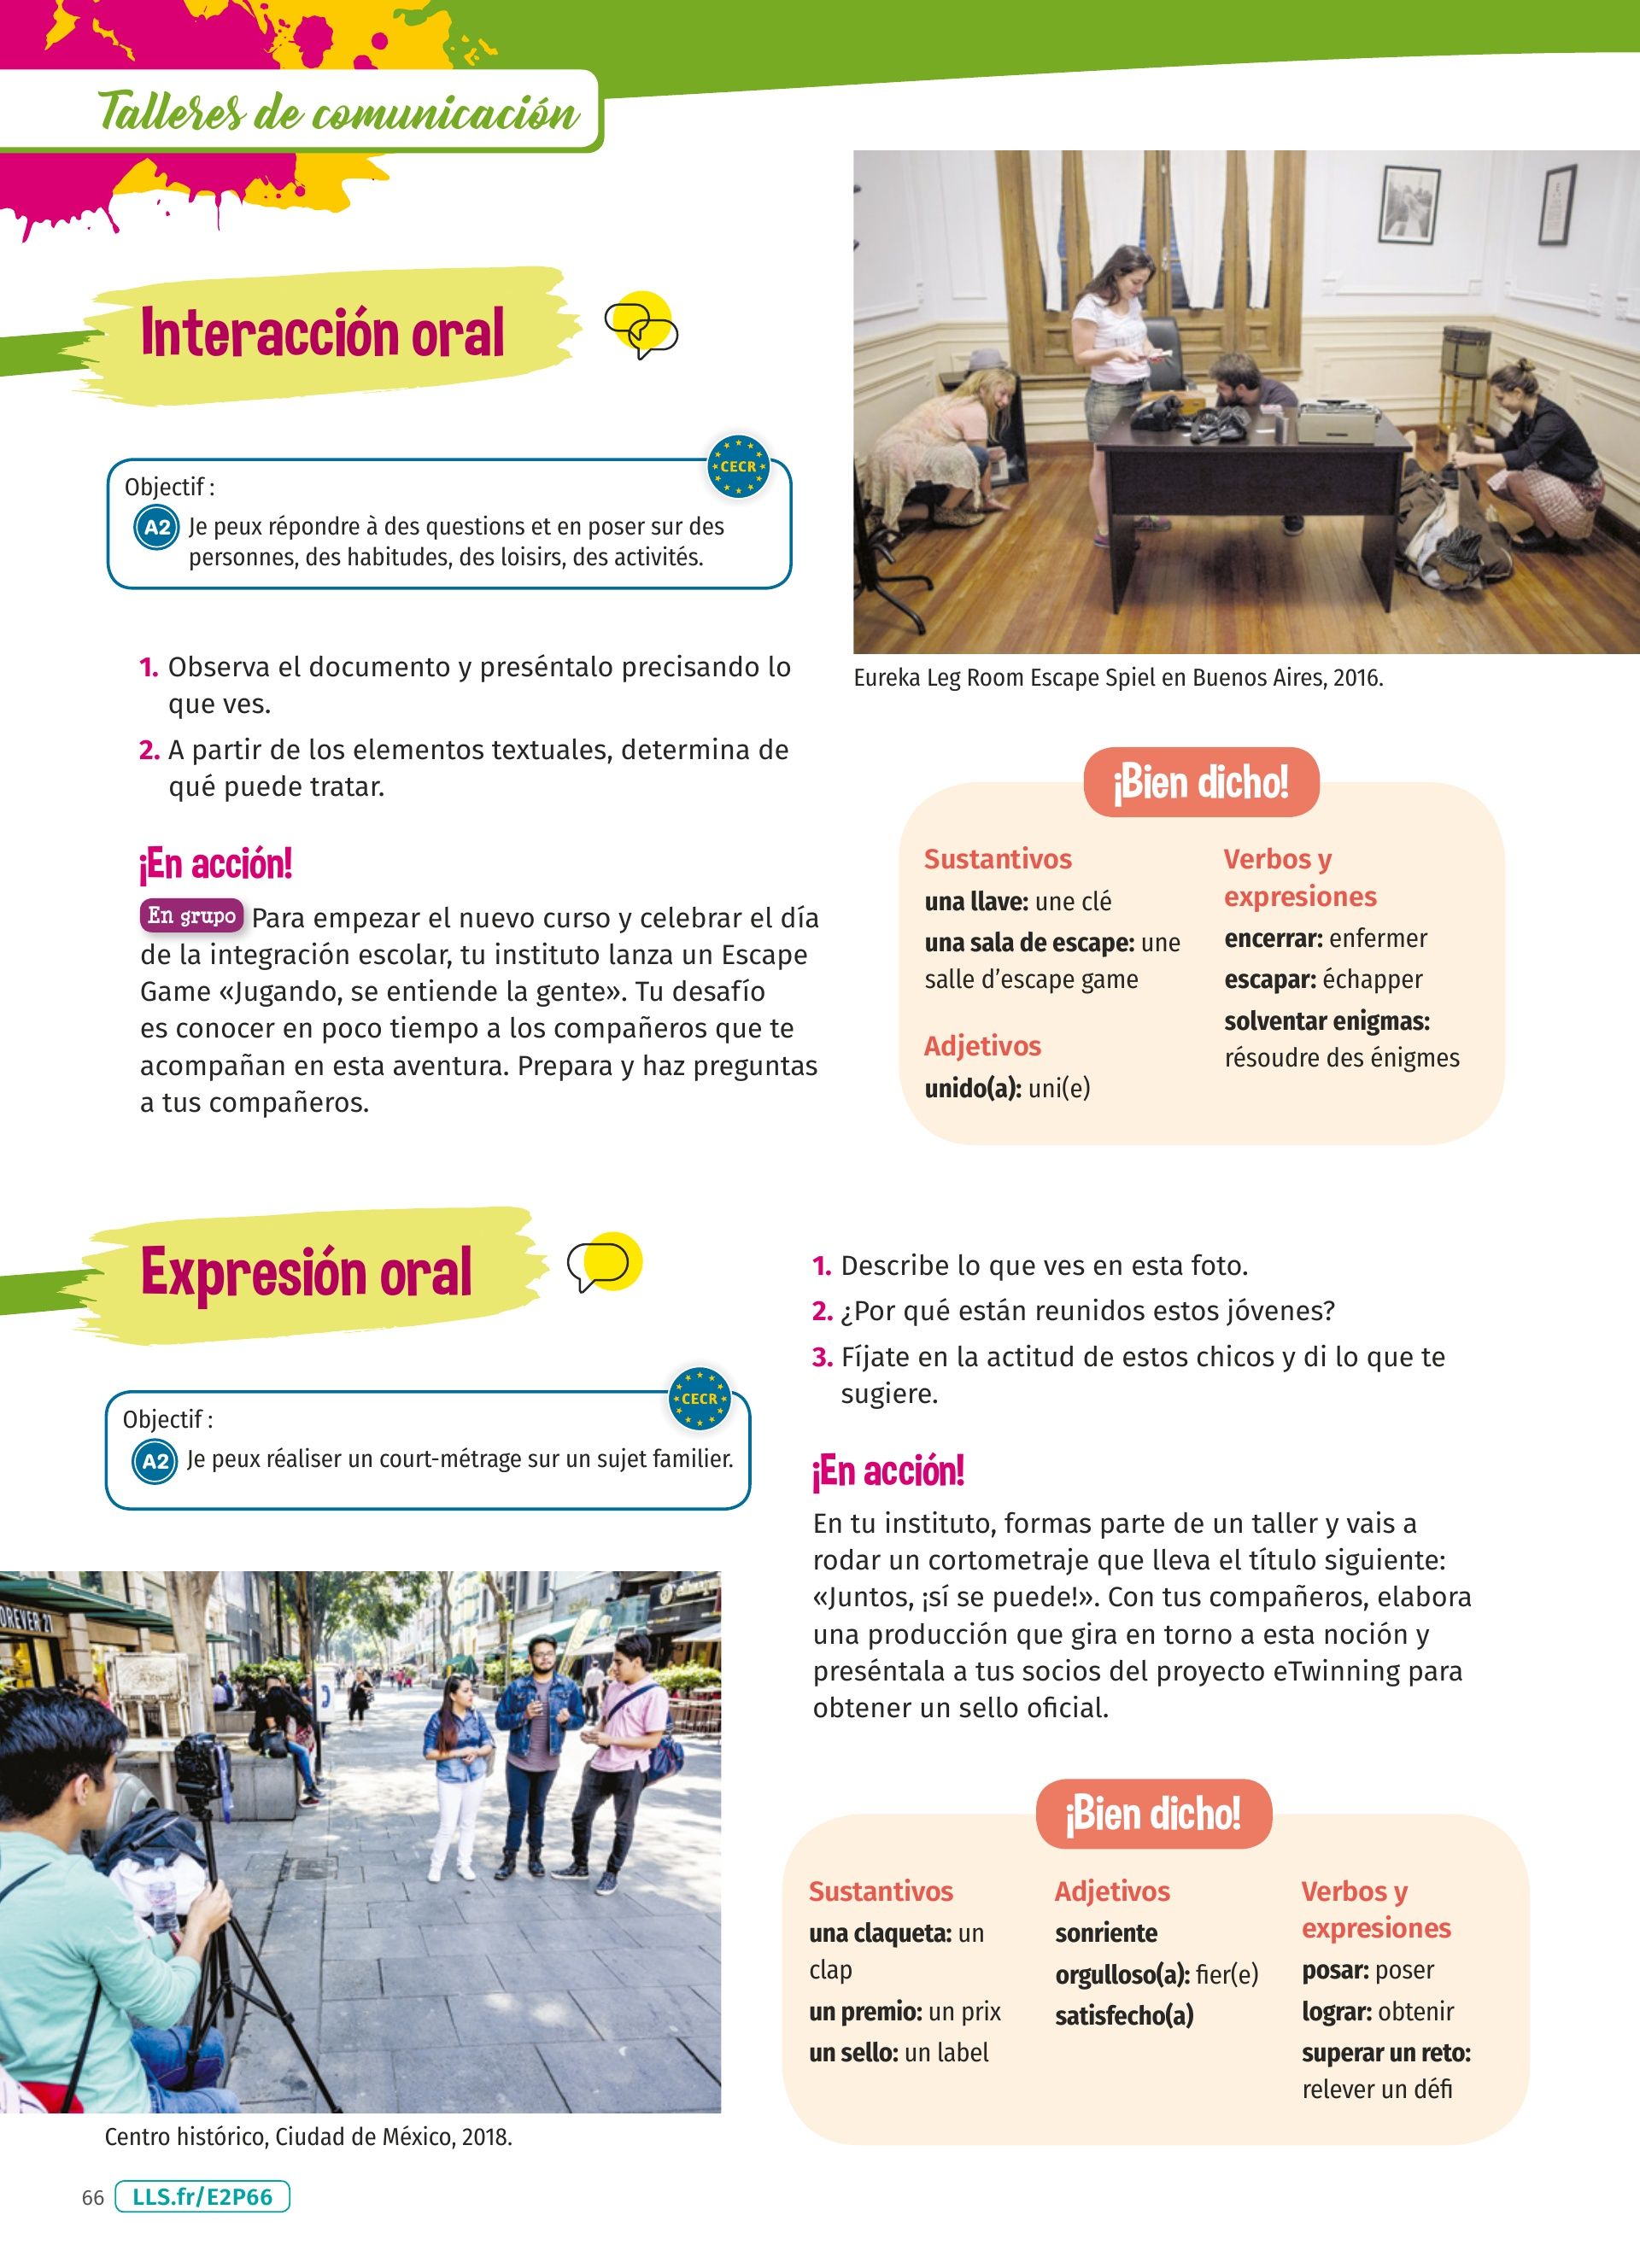 Talleres de comunicación
Interacción oral
CECR
Objectif :
A2 Je peux répondre à des questions et en poser sur des
personnes, des habitudes, des loisirs, des activités.
1. Observa el documento y preséntalo precisando lo
que ves.
2. A partir de los elementos textuales, determina de
qué puede tratar.
¡En acción!
En grupo Para empezar el nuevo curso y celebrar el día
de la integración escolar, tu instituto lanza un Escape
Game «Jugando, se entiende la gente». Tu desafío
es conocer en poco tiempo a los compañeros que te
acompañan en esta aventura. Prepara y haz preguntas
a tus compañeros.
Eureka Leg Room Escape Spiel en Buenos Aires, 2016.
¡Bien dicho!
Sustantivos
una llave: une clé
una sala de escape: une
salle d’escape game
Adjetivos
unido(a): uni(e)
Verbos y
expresiones
encerrar: enfermer
escapar: échapper
solventar enigmas:
résoudre des énigmes
Expresión oral
CECR
Objectif :
A2 Je peux réaliser un court-métrage sur un sujet familier.
OREVER 21
Centro histórico, Ciudad de México, 2018.
1. Describe lo que ves en esta foto.
2. ¿Por qué están reunidos estos jóvenes?
3. Fíjate en la actitud de estos chicos y di lo que te
sugiere.
¡En acción!
En tu instituto, formas parte de un taller y vais a
rodar un cortometraje que lleva el título siguiente:
«Juntos, ¡sí se puede!». Con tus compañeros, elabora
una producción que gira en torno a esta noción y
preséntala a tus socios del proyecto eTwinning para
obtener un sello oficial.
¡Bien dicho!
Sustantivos
una claqueta: un
clap
un premio: un prix
un sello: un label
Adjetivos
sonriente
orgulloso(a): fier(e)
satisfecho(a)
Verbos y
expresiones
posar: poser
lograr: obtenir
superar un reto:
relever un défi
66 LLS.fr/E2P66